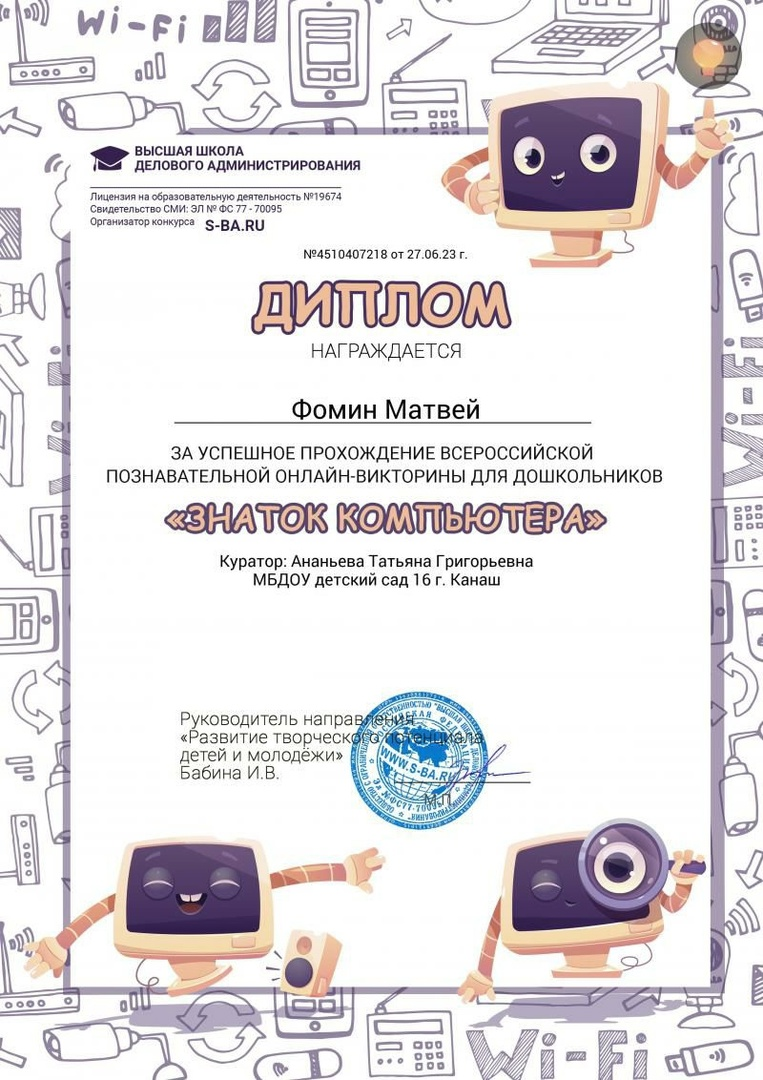 Wi-Fi
ВЫСШАЯ ШКОЛА
ДЕЛОВОГО АДМИНИСТРИРОВАНИЯ
Лицензия на образовательную деятельность №19674
Свидетельство СМИ: ЭЛ № ФС 77 - 70095
Организатор конкурса S-BA.RU
№4510407218 от 27.06.23 г.
ДИПЛОМ
НАГРАЖДАЕТСЯ
Фомин Матвей
ЗА УСПЕШНОЕ ПРОХОЖДЕНИЕ ВСЕРОССИЙСКОЙ
ПОЗНАВАТЕЛЬНОЙ ОНЛАЙН-ВИКТОРИНЫ ДЛЯ ДОШКОЛЬНИКОВ
«ЗНАТОК КОМПЬЮТЕРА»
Куратор: Ананьева Татьяна Григорьевна
МБДОУ детский сад 16 г. Канаш
Руководитель направления
«Развитие творческого потенциала
детей и молодёжи»
Бабина И.В.
WWW.S-BA.RU
М.П.
Wi-Fi
Wi-Fi